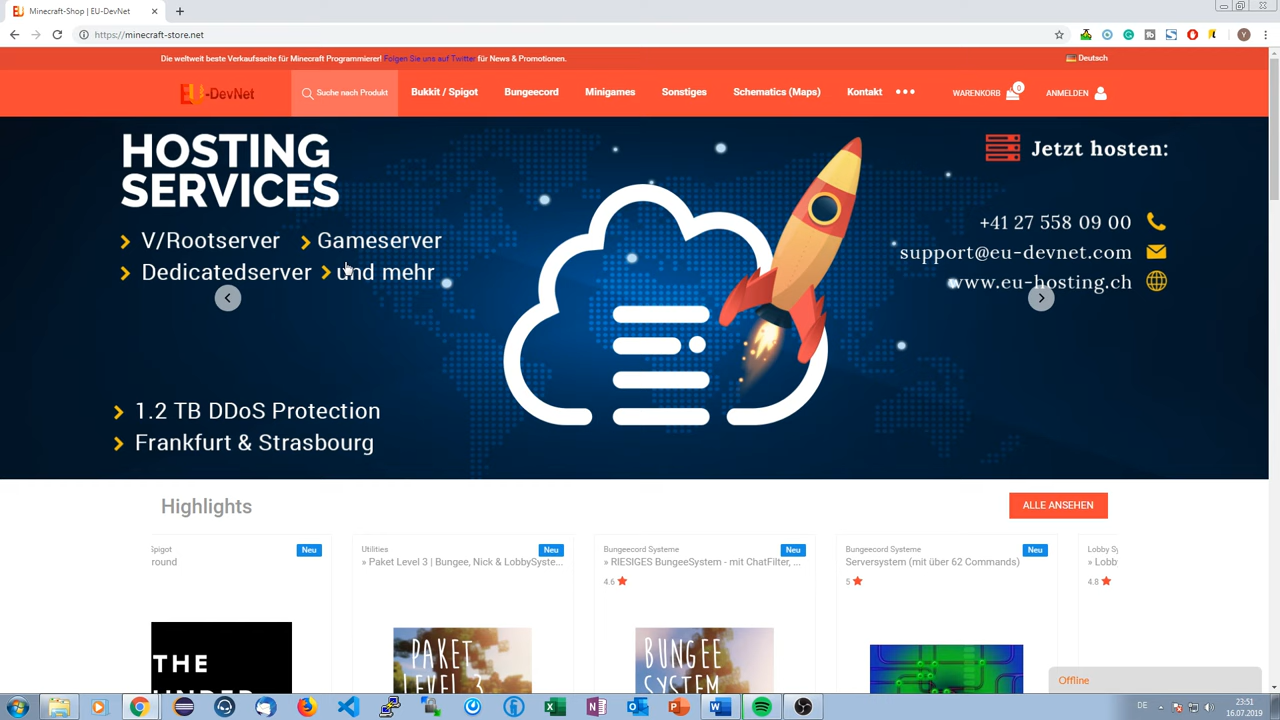 Minecraft-Shop | EU-DevNet
https://minecraft-store.net
Die weltweit beste Verkaufsseite für Minecraft Programmierer! Folgen Sie uns auf Twitter für News & Promotionen.
Deutsch
EU-DevNet
Suche nach Produkt
Bukkit / Spigot
Bungeecord
Minigames
Sonstiges
Schematics (Maps)
Kontakt
WARENKORB
0
ANMELDEN
HOSTING
SERVICES
V/Rootserver
Gameserver
Dedicatedserver
und mehr
1.2 TB DDoS Protection
Frankfurt & Strasbourg
Jetzt hosten:
+41 27 558 09 00
support@eu-devnet.com
www.eu-hosting.ch
Highlights
ALLE ANSEHEN
Spigot
Neu
round
THE
Utilities
Neu
» Paket Level 3 | Bungee, Nick & LobbySyste...
PAKET
LEVEL 3
Bungeecord Systeme
Neu
» RIESIGES BungeeSystem - mit ChatFilter, ...
4.6
BUNGEE
SYSTEM
Bungeecord Systeme
Neu
Serversystem (mit über 62 Commands)
5
Lobby Sy
» Lobb
4.8
Offline
DE
23:51
16.07.2019